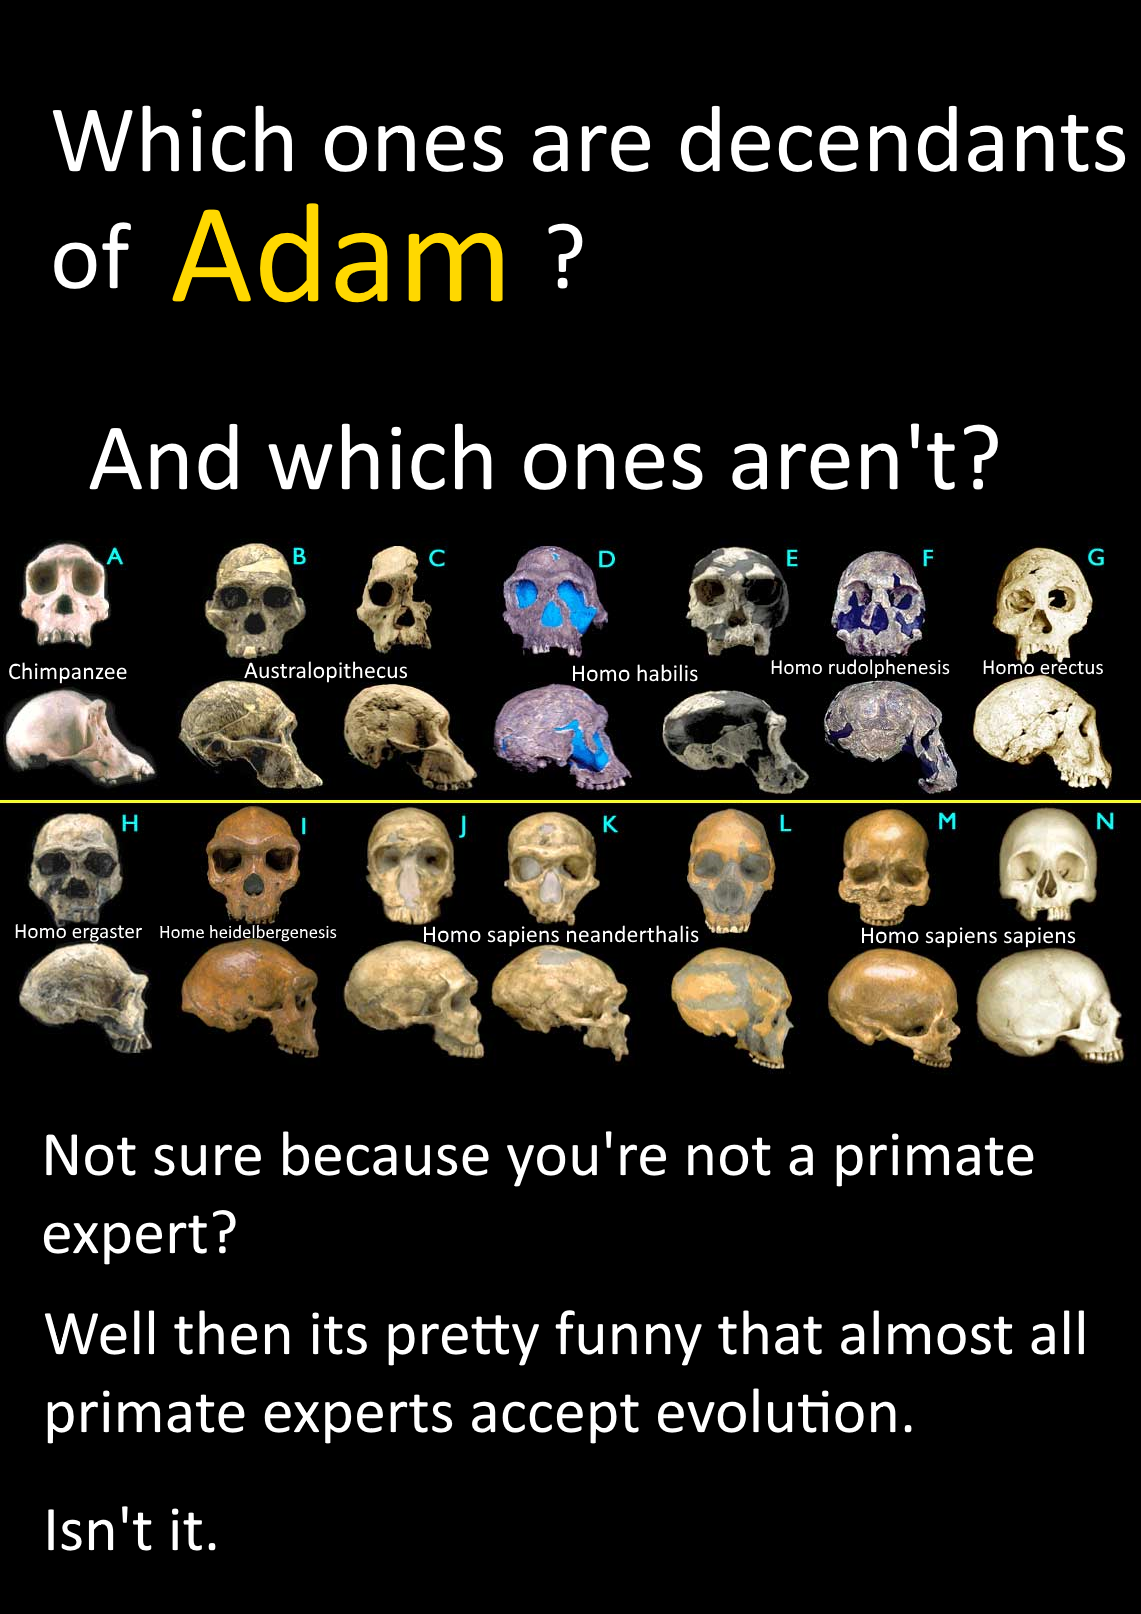 Which ones are decendants
of Adam ?
And which ones aren't?
A B C D E F G
Chimpanzee Australopithecus Homo habilis Homo rudolphenesis Homo erectus
H I J K L M N
Homo ergaster Home heidelbergenesis Homo sapiens neanderthalis Homo sapiens sapiens
Not sure because you're not a primate
expert?
Well then its pretty funny that almost all
primate experts accept evolution.
Isn't it.